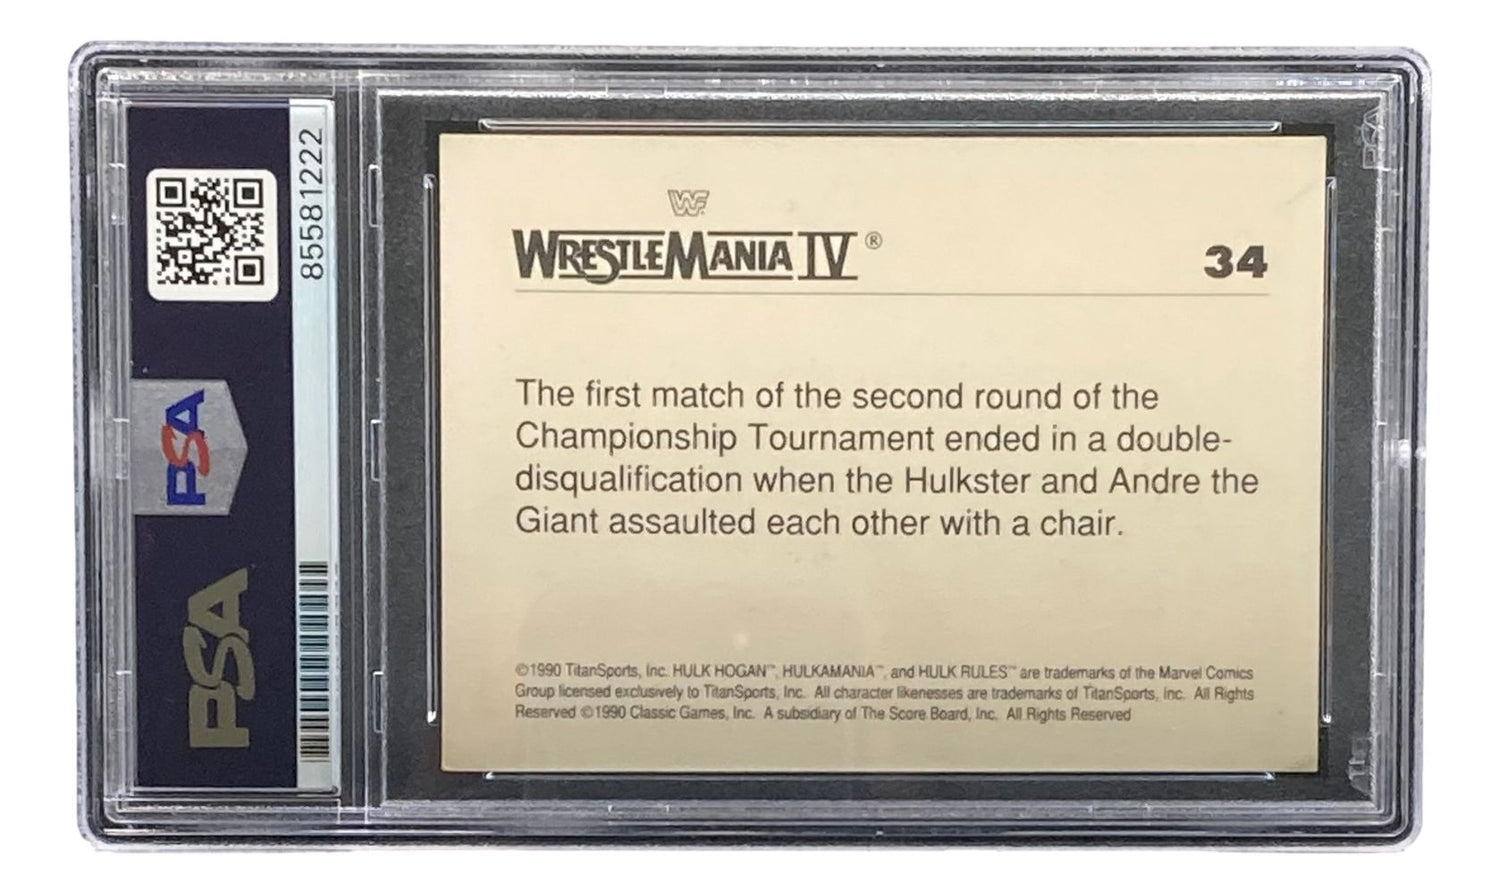 85581222
PSA
PSA
WF
WRESTLEMANIA IV ®
34
The first match of the second round of the
Championship Tournament ended in a double-
disqualification when the Hulkster and Andre the
Giant assaulted each other with a chair.
©1990 TitanSports, Inc. HULK HOGAN™, HULKAMANIA™, and HULK RULES™ are trademarks of the Marvel Comics
Group licensed exclusively to TitanSports, Inc. All character likenesses are trademarks of TitanSports, Inc. All Rights
Reserved ©1990 Classic Games, Inc. A subsidiary of The Score Board, Inc. All Rights Reserved